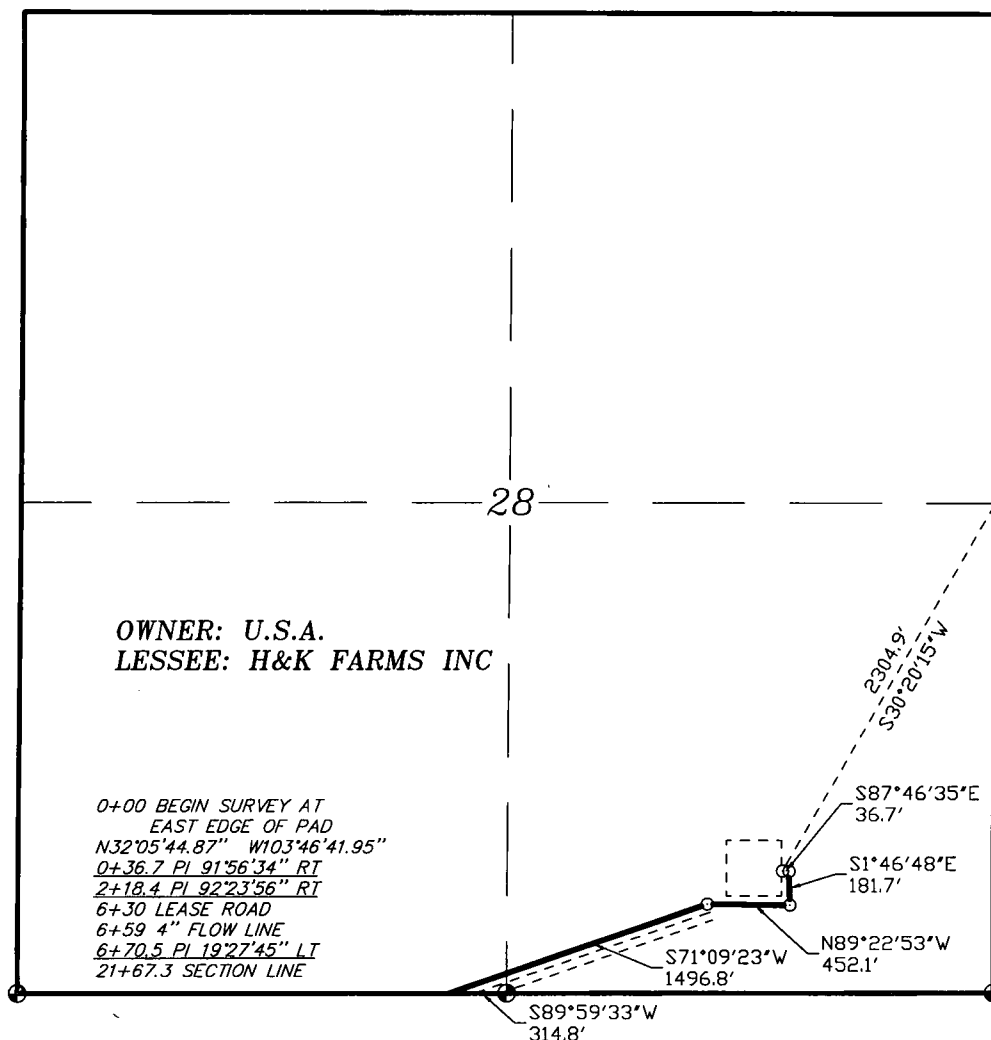 28
OWNER: U.S.A.
LESSEE: H&K FARMS INC
2304.9'
S30°20'15"W
0+00 BEGIN SURVEY AT
EAST EDGE OF PAD
N32°05'44.87" W103°46'41.95"
0+36.7 PI 91°56'34" RT
2+18.4 PI 92°23'56" RT
6+30 LEASE ROAD
6+59 4" FLOW LINE
6+70.5 PI 19°27'45" LT
21+67.3 SECTION LINE
S87°46'35"E
36.7'
S1°46'48"E
181.7'
N89°22'53"W
452.1'
S71°09'23"W
1496.8'
S89°59'33"W
314.8'